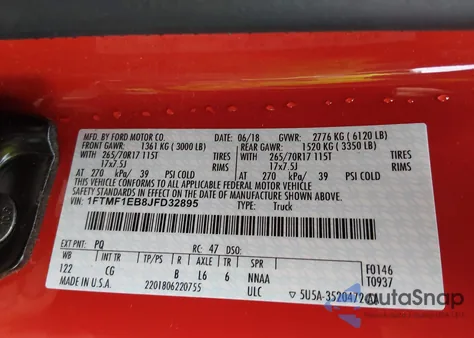 MFD. BY FORD MOTOR CO.
DATE: 06/18 GVWR: 2776 KG ( 6120 LB)
FRONT GAWR: 1361 KG ( 3000 LB) REAR GAWR: 1520 KG ( 3350 LB)
WITH 265/70R17 115T TIRES WITH 265/70R17 115T TIRES
17x7.5J RIMS 17x7.5J RIMS
AT 270 kPa/ 39 PSI COLD AT 270 kPa/ 39 PSI COLD
THIS VEHICLE CONFORMS TO ALL APPLICABLE FEDERAL MOTOR VEHICLE
SAFETY STANDARDS IN EFFECT ON THE DATE OF MANUFACTURE SHOWN ABOVE.
VIN: 1FTMF1EB8JFD32895 TYPE: Truck
EXT PNT: PQ RC: 47 DSO:
WB INT TR TP/PS R AXLE TR SPR
122 CG B L6 6 NNAA F0146
T0937
MADE IN U.S.A. 2201806220755 ULC 5U5A-3520472-AA
AutoSnap